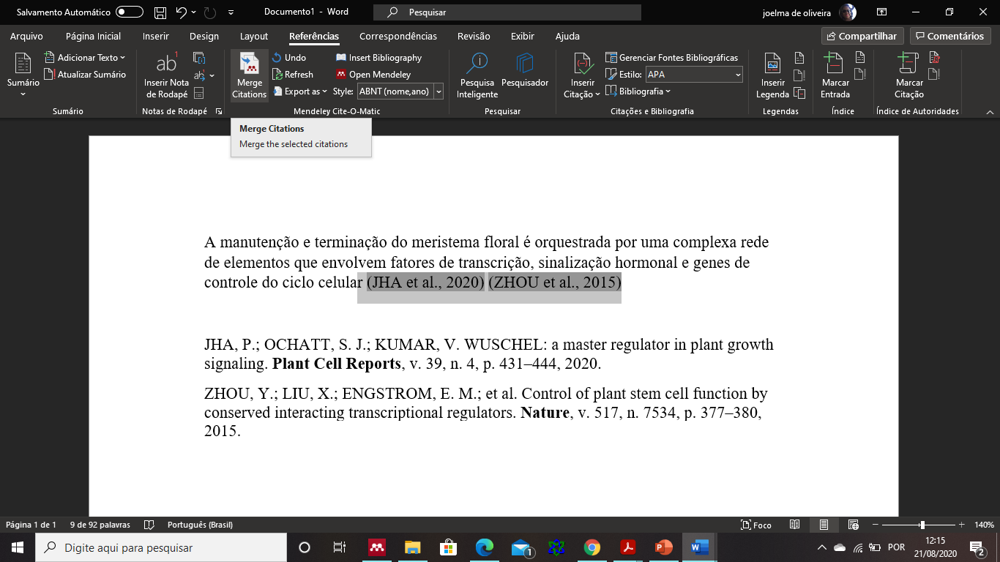 Salvamento Automático
Documento1 - Word
Pesquisar
joelma de oliveira
Arquivo Página Inicial Inserir Design Layout Referências Correspondências Revisão Exibir Ajuda
Compartilhar Comentários
Sumário
Adicionar Texto
Atualizar Sumário
Sumário
ab
Inserir Nota
de Rodapé
ab
Notas de Rodapé
Merge
Citations
Undo
Refresh
Export as
Insert Bibliography
Open Mendeley
Style: ABNT (nome,ano)
Mendeley Cite-O-Matic
Pesquisa
Inteligente
Pesquisador
Pesquisar
Inserir
Citação
Gerenciar Fontes Bibliográficas
Estilo: APA
Bibliografia
Citações e Bibliografia
Inserir
Legenda
Legendas
Marcar
Entrada
Índice
Marcar
Citação
Índice de Autoridades
Merge Citations
Merge the selected citations
A manutenção e terminação do meristema floral é orquestrada por uma complexa rede
de elementos que envolvem fatores de transcrição, sinalização hormonal e genes de
controle do ciclo celular (JHA et al., 2020) (ZHOU et al., 2015)
JHA, P.; OCHATT, S. J.; KUMAR, V. WUSCHEL: a master regulator in plant growth
signaling. Plant Cell Reports, v. 39, n. 4, p. 431–444, 2020.
ZHOU, Y.; LIU, X.; ENGSTROM, E. M.; et al. Control of plant stem cell function by
conserved interacting transcriptional regulators. Nature, v. 517, n. 7534, p. 377–380,
2015.
Página 1 de 1 9 de 92 palavras Português (Brasil)
Foco
140%
Digite aqui para pesquisar
1
POR
12:15
21/08/2020
2